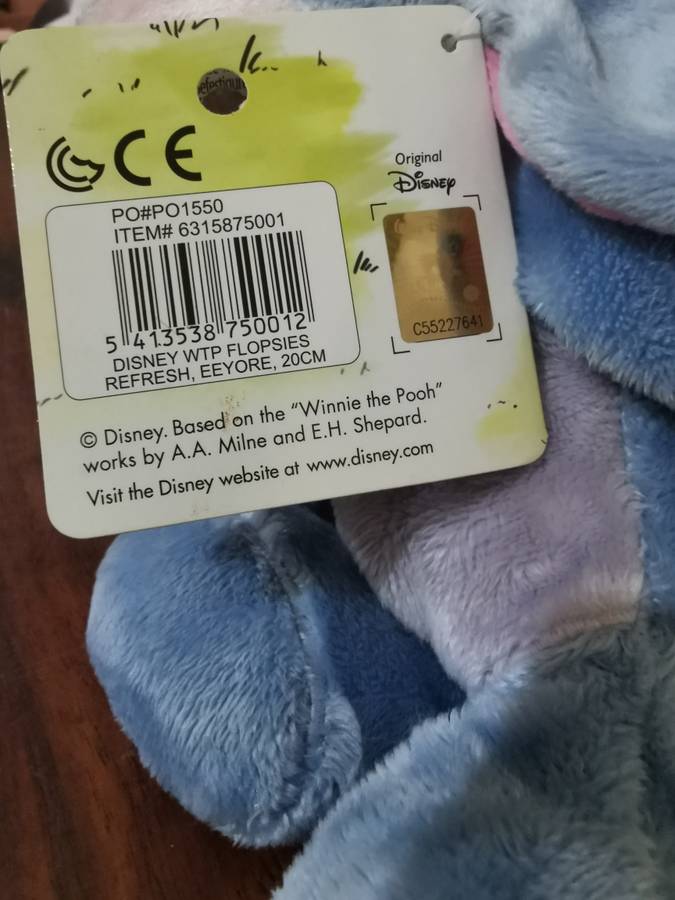 CE
Original
Disney
PO#PO1550
ITEM# 6315875001
5 413538 750012
DISNEY WTP FLOPSIES
REFRESH, EEYORE, 20CM
C55227641
© Disney. Based on the “Winnie the Pooh”
works by A.A. Milne and E.H. Shepard.
Visit the Disney website at www.disney.com